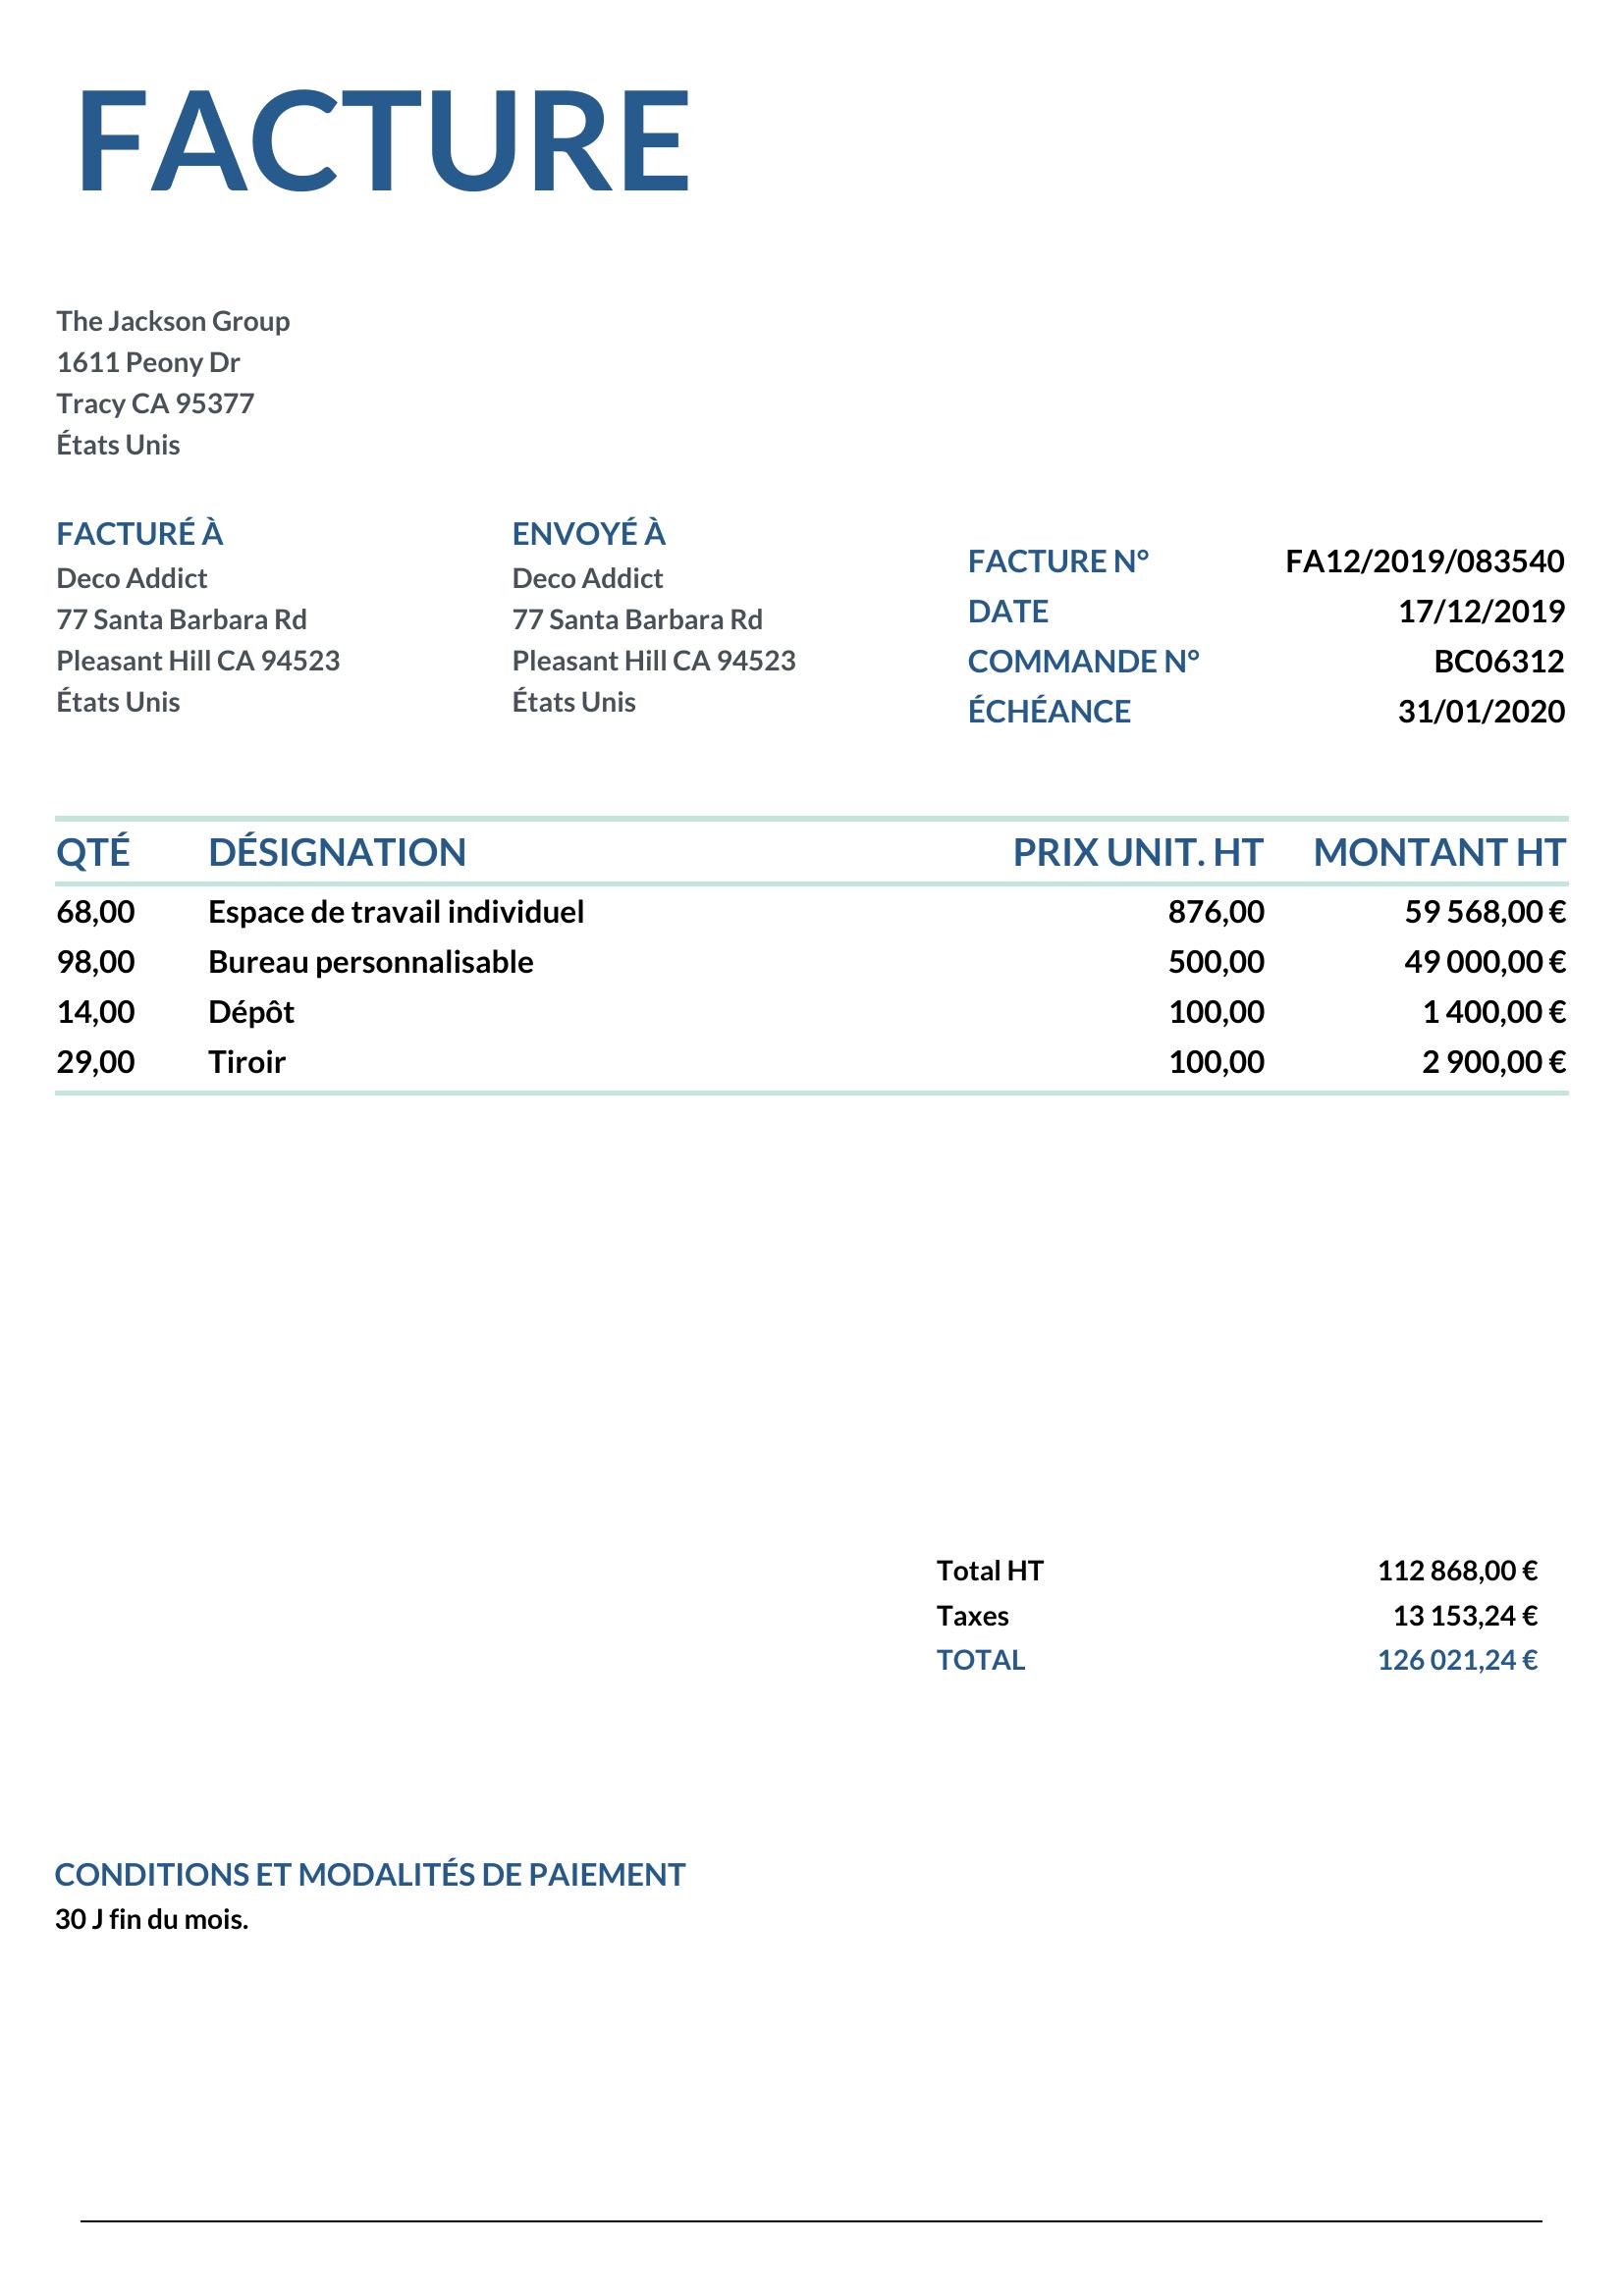 FACTURE
The Jackson Group
1611 Peony Dr
Tracy CA 95377
États Unis
FACTURÉ À
Deco Addict
77 Santa Barbara Rd
Pleasant Hill CA 94523
États Unis
ENVOYÉ À
Deco Addict
77 Santa Barbara Rd
Pleasant Hill CA 94523
États Unis
FACTURE N° FA12/2019/083540
DATE 17/12/2019
COMMANDE N° BC06312
ÉCHÉANCE 31/01/2020
QTÉ DÉSIGNATION PRIX UNIT. HT MONTANT HT
68,00 Espace de travail individuel 876,00 59 568,00 €
98,00 Bureau personnalisable 500,00 49 000,00 €
14,00 Dépôt 100,00 1 400,00 €
29,00 Tiroir 100,00 2 900,00 €
Total HT 112 868,00 €
Taxes 13 153,24 €
TOTAL 126 021,24 €
CONDITIONS ET MODALITÉS DE PAIEMENT
30 J fin du mois.